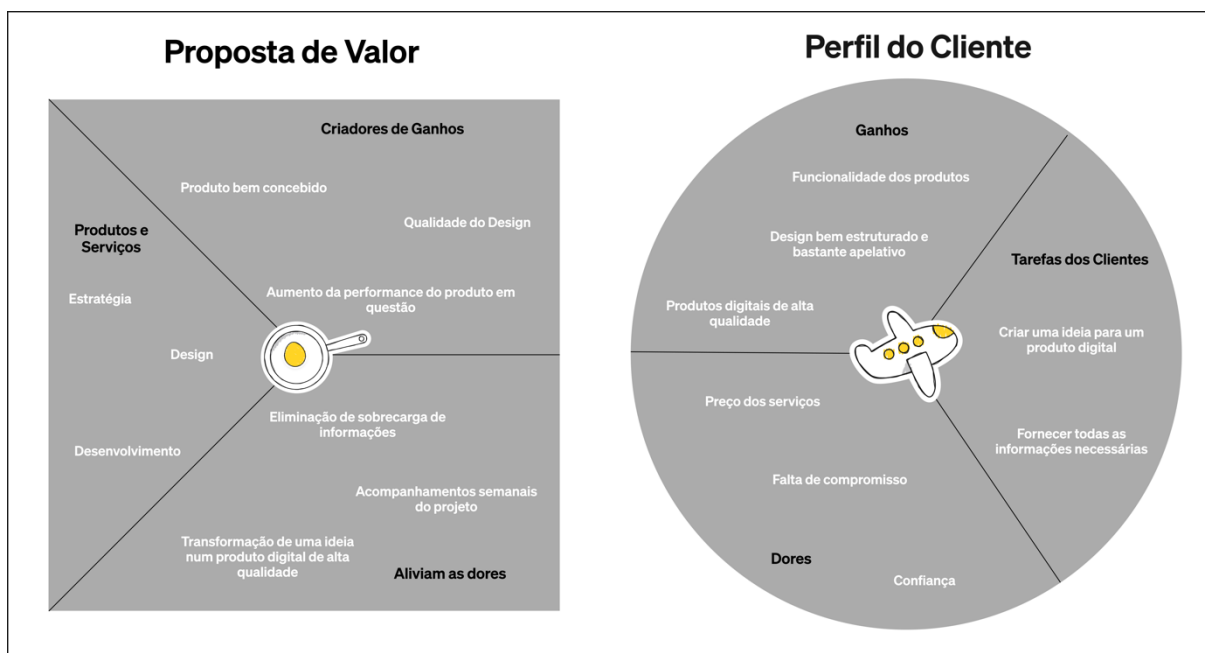 Proposta de Valor
Criadores de Ganhos
Produto bem concebido
Qualidade do Design
Aumento da performance do produto em
questão
Produtos e
Serviços
Estratégia
Design
Desenvolvimento
Eliminação de sobrecarga de
informações
Acompanhamentos semanais
do projeto
Transformação de uma ideia
num produto digital de alta
qualidade
Aliviam as dores
Perfil do Cliente
Ganhos
Funcionalidade dos produtos
Design bem estruturado e
bastante apelativo
Produtos digitais de alta
qualidade
Tarefas dos Clientes
Criar uma ideia para um
produto digital
Fornecer todas as
informações necessárias
Preço dos serviços
Falta de compromisso
Dores
Confiança